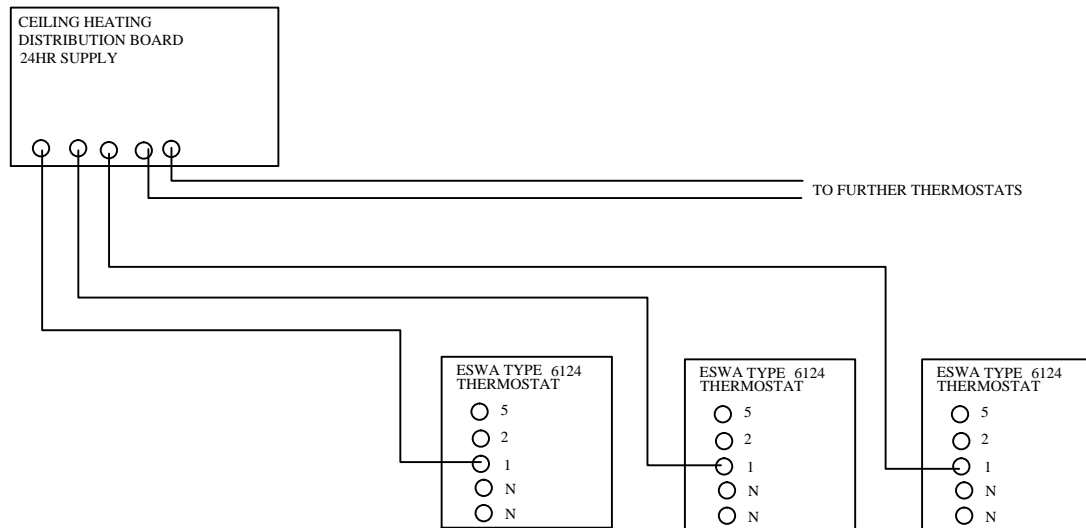 CEILING HEATING
DISTRIBUTION BOARD
24HR SUPPLY
TO FURTHER THERMOSTATS
ESWA TYPE 6124
THERMOSTAT
5
2
1
N
N
ESWA TYPE 6124
THERMOSTAT
5
2
1
N
N
ESWA TYPE 6124
THERMOSTAT
5
2
1
N
N